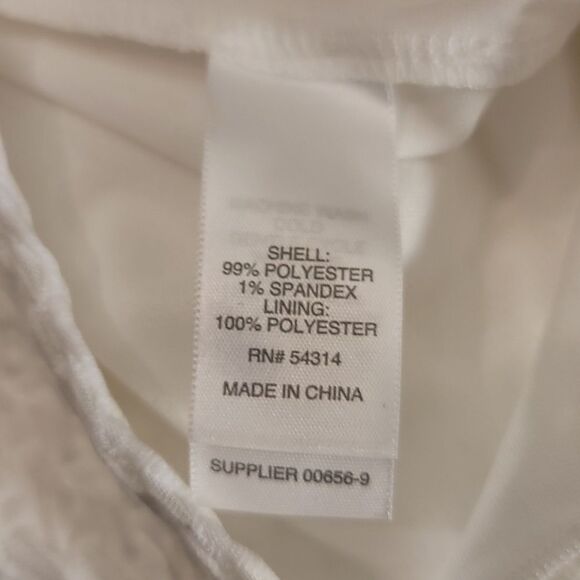 SHELL:
99% POLYESTER
1% SPANDEX
LINING:
100% POLYESTER
RN# 54314
MADE IN CHINA
SUPPLIER 00656-9